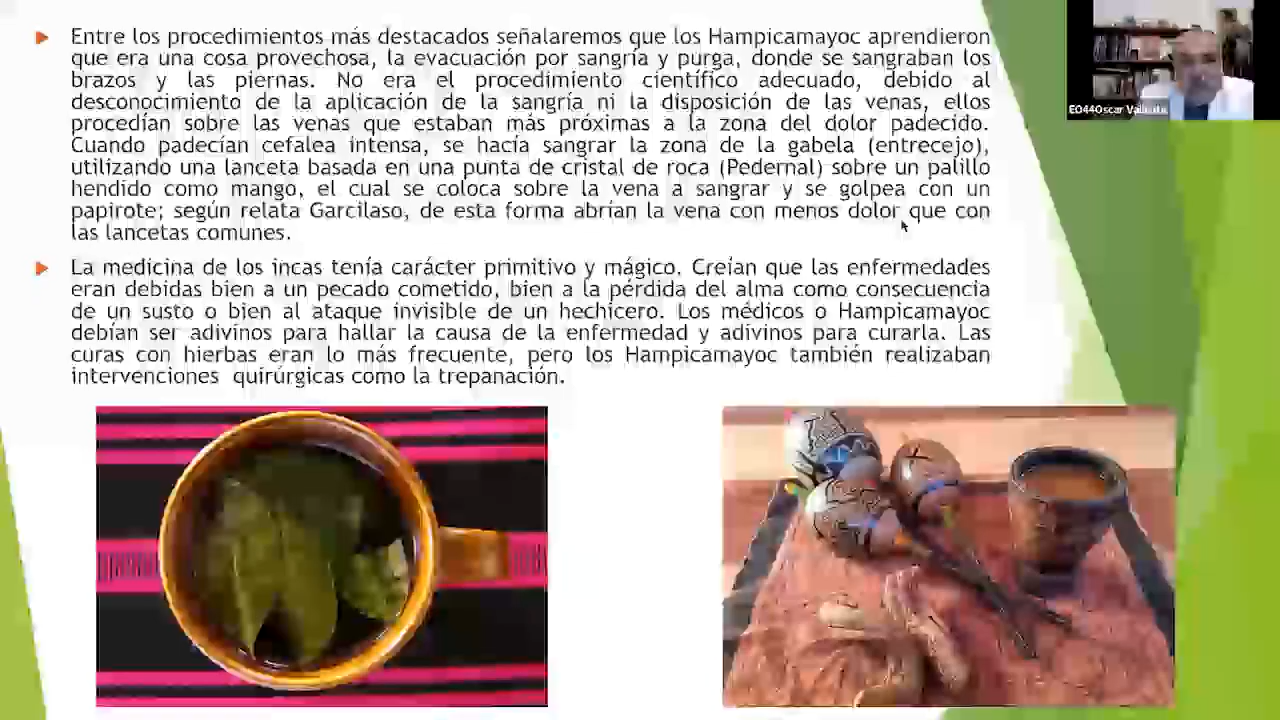 Entre los procedimientos más destacados señalaremos que los Hampicamayoc aprendieron
que era una cosa provechosa, la evacuación por sangría y purga, donde se sangraban los
brazos y las piernas. No era el procedimiento científico adecuado, debido al
desconocimiento de la aplicación de la sangría ni la disposición de las venas, ellos
procedían sobre las venas que estaban más próximas a la zona del dolor padecido.
Cuando padecían cefalea intensa, se hacía sangrar la zona de la gabela (entrecejo),
utilizando una lanceta basada en una punta de cristal de roca (Pedernal) sobre un palillo
hendido como mango, el cual se coloca sobre la vena a sangrar y se golpea con un
papirote; según relata Garcilaso, de esta forma abrían la vena con menos dolor que con
las lancetas comunes.
La medicina de los incas tenía carácter primitivo y mágico. Creían que las enfermedades
eran debidas bien a un pecado cometido, bien a la pérdida del alma como consecuencia
de un susto o bien al ataque invisible de un hechicero. Los médicos o Hampicamayoc
debían ser adivinos para hallar la causa de la enfermedad y adivinos para curarla. Las
curas con hierbas eran lo más frecuente, pero los Hampicamayoc también realizaban
intervenciones quirúrgicas como la trepanación.
Oscar